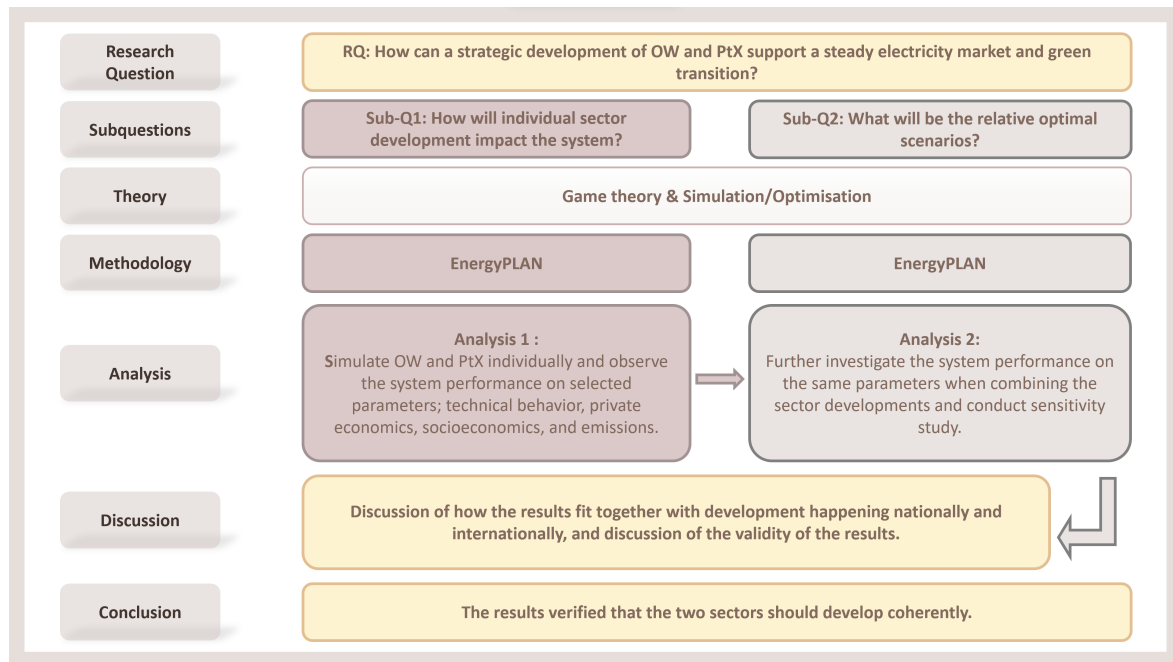 Research
Question
RQ: How can a strategic development of OW and PtX support a steady electricity market and green
transition?
Subquestions
Sub-Q1: How will individual sector
development impact the system?
Sub-Q2: What will be the relative optimal
scenarios?
Theory
Game theory & Simulation/Optimisation
Methodology
EnergyPLAN
EnergyPLAN
Analysis
Analysis 1 :
Simulate OW and PtX individually and observe
the system performance on selected
parameters; technical behavior, private
economics, socioeconomics, and emissions.
Analysis 2:
Further investigate the system performance on
the same parameters when combining the
sector developments and conduct sensitivity
study.
Discussion
Discussion of how the results fit together with development happening nationally and
internationally, and discussion of the validity of the results.
Conclusion
The results verified that the two sectors should develop coherently.